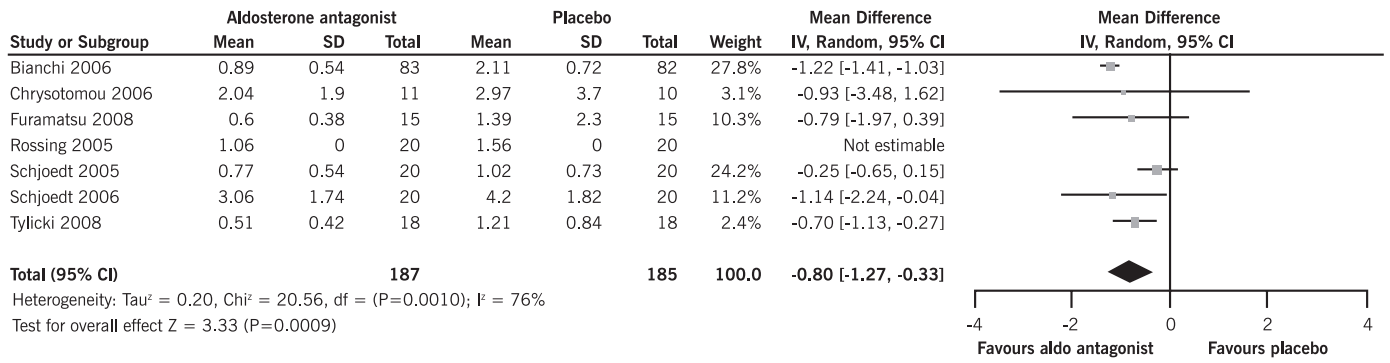 Aldosterone antagonist Placebo Mean Difference Mean Difference
Study or Subgroup Mean SD Total Mean SD Total Weight IV, Random, 95% CI IV, Random, 95% CI
Bianchi 2006 0.89 0.54 83 2.11 0.72 82 27.8% -1.22 [-1.41, -1.03]
Chrysotomou 2006 2.04 1.9 11 2.97 3.7 10 3.1% -0.93 [-3.48, 1.62]
Furamatsu 2008 0.6 0.38 15 1.39 2.3 15 10.3% -0.79 [-1.97, 0.39]
Rossing 2005 1.06 0 20 1.56 0 20 Not estimable
Schjoedt 2005 0.77 0.54 20 1.02 0.73 20 24.2% -0.25 [-0.65, 0.15]
Schjoedt 2006 3.06 1.74 20 4.2 1.82 20 11.2% -1.14 [-2.24, -0.04]
Tylicki 2008 0.51 0.42 18 1.21 0.84 18 2.4% -0.70 [-1.13, -0.27]
Total (95% CI) 187 185 100.0 -0.80 [-1.27, -0.33]
Heterogeneity: Tauᶻ = 0.20, Chiᶻ = 20.56, df = (P=0.0010); Iᶻ = 76%
Test for overall effect Z = 3.33 (P=0.0009)
-4 -2 0 2 4
Favours aldo antagonist Favours placebo